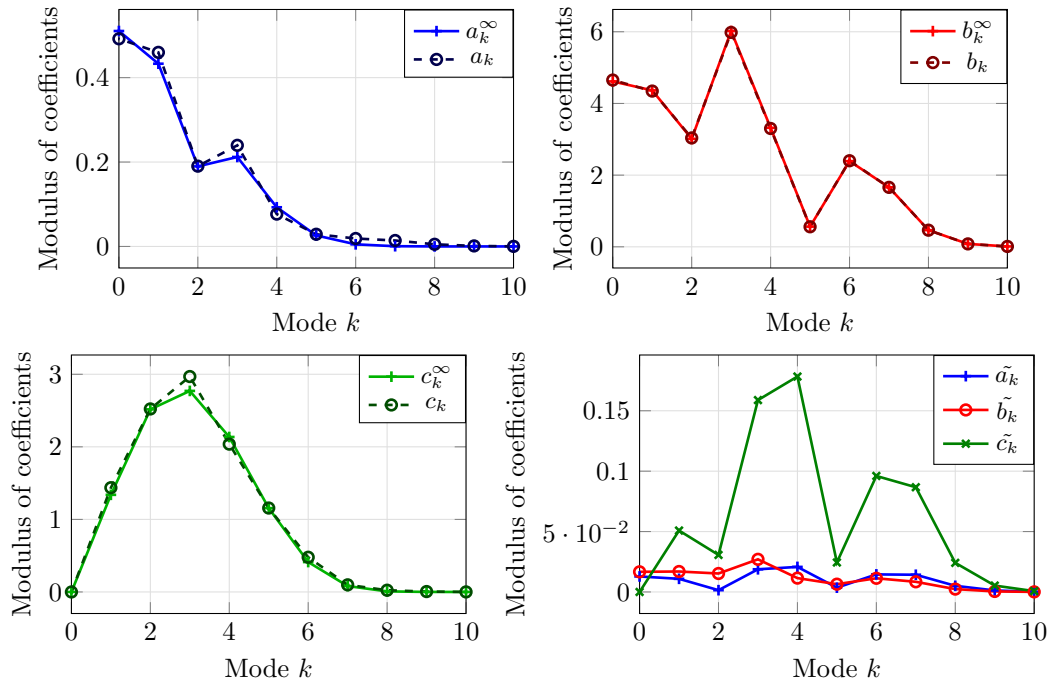 Modulus of coefficients
0.4
0.2
0
0 2 4 6 8 10
Mode k
a_k^∞
a_k
Modulus of coefficients
6
4
2
0
0 2 4 6 8 10
Mode k
b_k^∞
b_k
Modulus of coefficients
3
2
1
0
0 2 4 6 8 10
Mode k
c_k^∞
c_k
Modulus of coefficients
0.15
0.1
5 · 10^{-2}
0
0 2 4 6 8 10
Mode k
ã_k
b̃_k
c̃_k